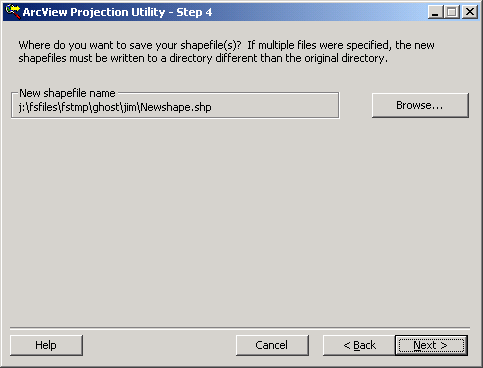 ArcView Projection Utility - Step 4
Where do you want to save your shapefile(s)? If multiple files were specified, the new
shapefiles must be written to a directory different than the original directory.
New shapefile name
j:\fsfiles\fstmp\ghost\jim\Newshape.shp
Browse...
Help
Cancel
< Back
Next >